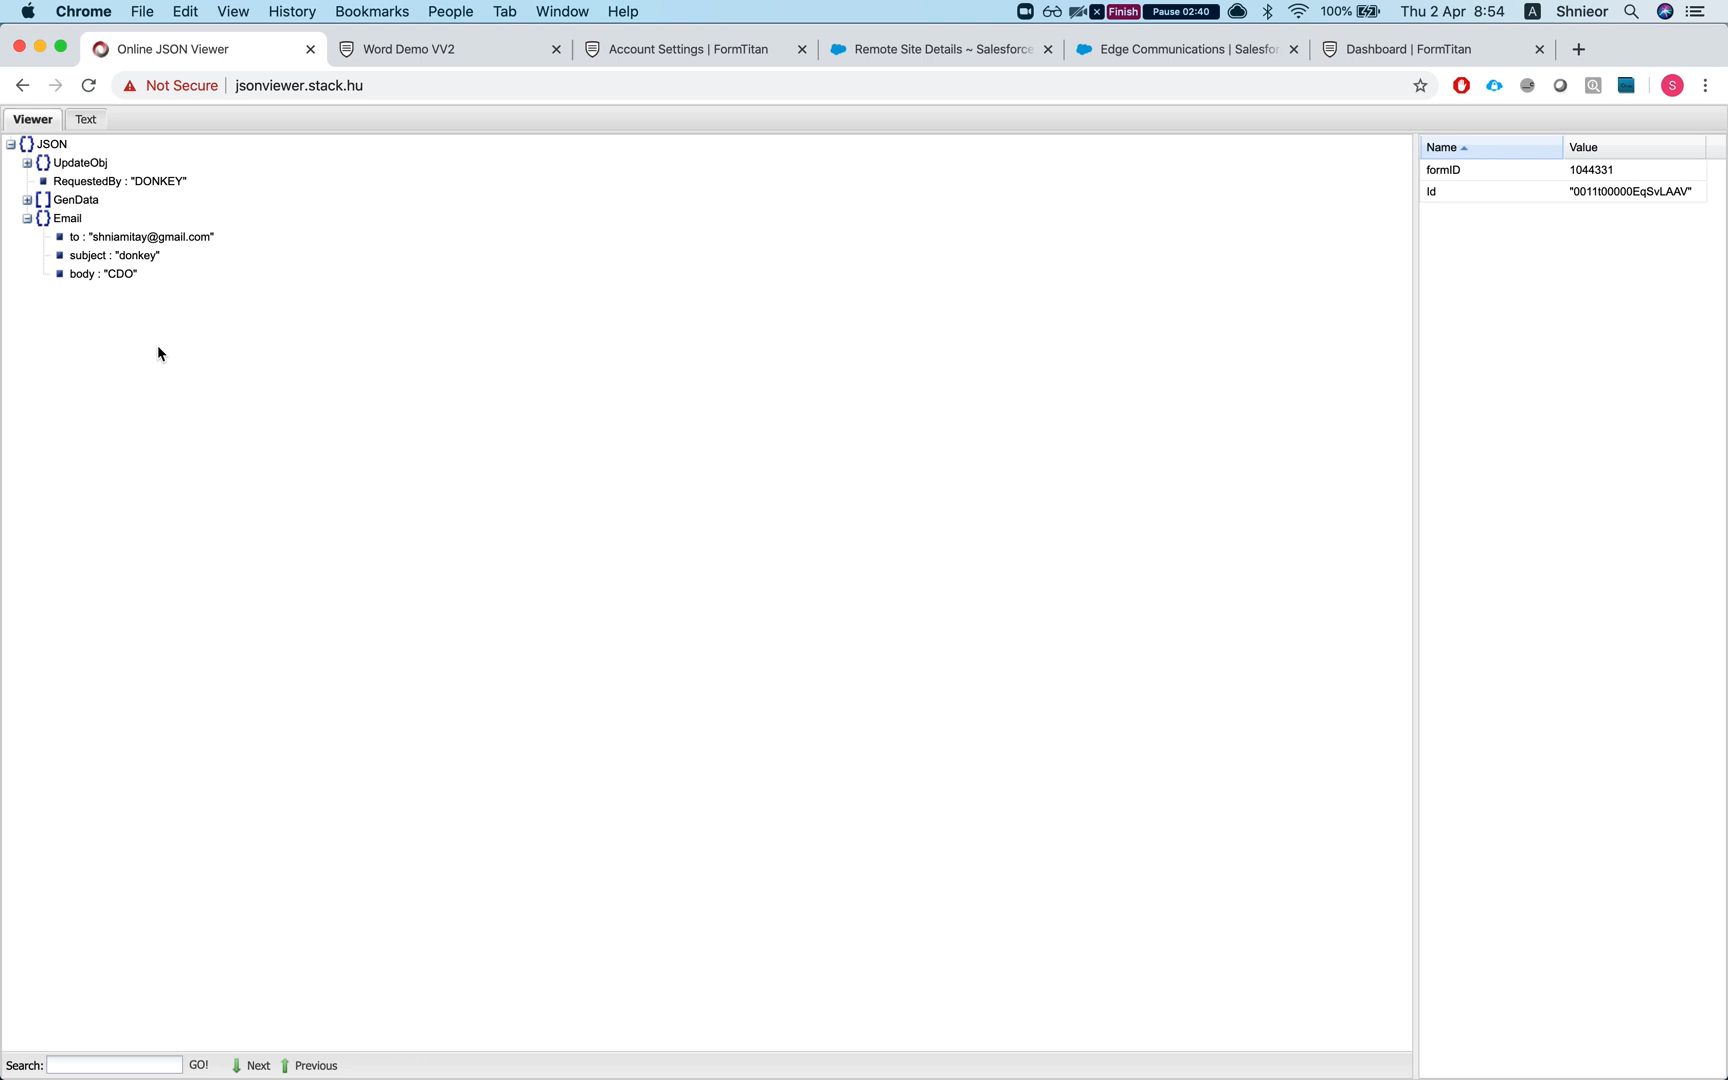 Chrome File Edit View History Bookmarks People Tab Window Help Finish Pause 02:40 100% Thu 2 Apr 8:54 A Shnieor
Online JSON Viewer Word Demo VV2 Account Settings | FormTitan Remote Site Details ~ Salesforce Edge Communications | Salesfor Dashboard | FormTitan
Not Secure jsonviewer.stack.hu S
Viewer Text
JSON
UpdateObj
RequestedBy : "DONKEY"
GenData
Email
to : "shniamitay@gmail.com"
subject : "donkey"
body : "CDO"
Name Value
formID 1044331
Id "0011t00000EqSvLAAV"
Search: GO! Next Previous